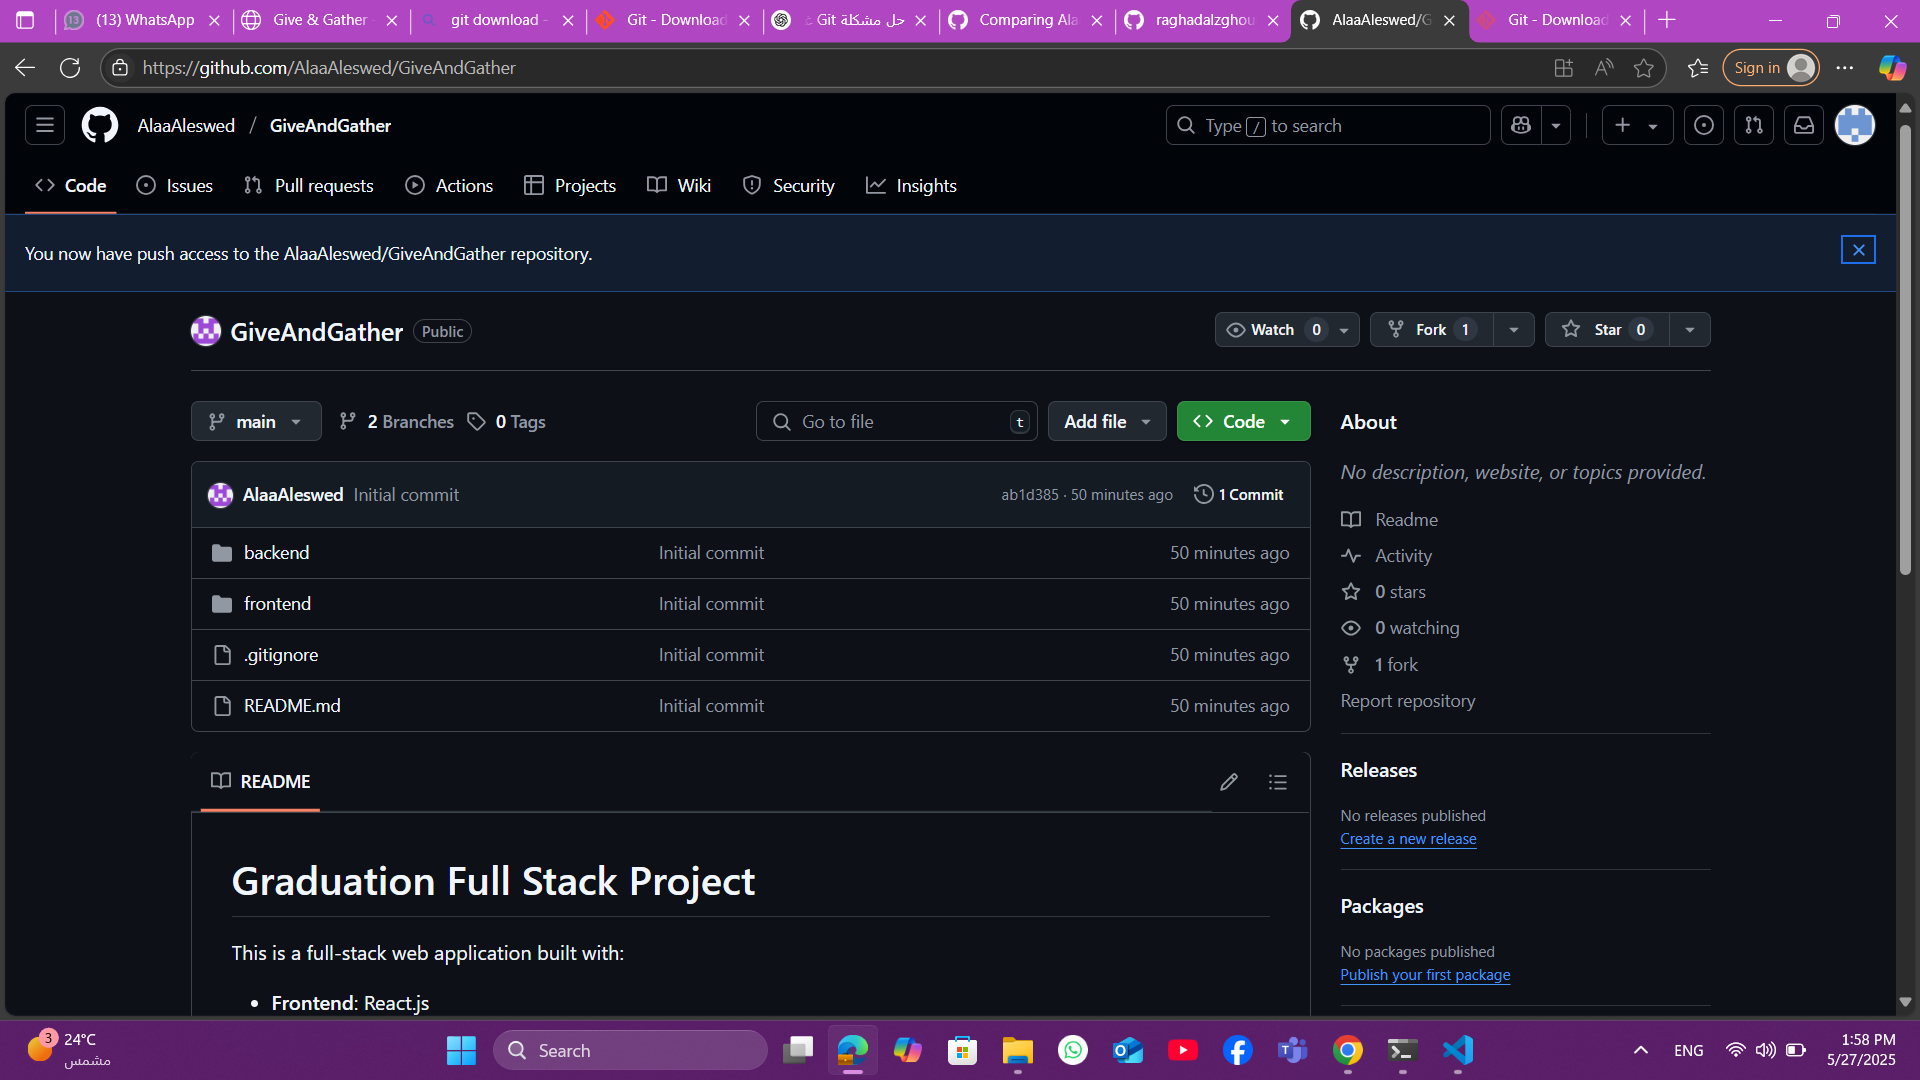 (13) WhatsApp
Give & Gather
git download -
Git - Download
حل مشكلة Git
Comparing Ala
raghadalzghou
AlaaAleswed/G
Git - Download
https://github.com/AlaaAleswed/GiveAndGather
Sign in
AlaaAleswed / GiveAndGather
Type / to search
Code
Issues
Pull requests
Actions
Projects
Wiki
Security
Insights
You now have push access to the AlaaAleswed/GiveAndGather repository.
GiveAndGather Public
Watch 0
Fork 1
Star 0
main
2 Branches
0 Tags
Go to file t
Add file
Code
AlaaAleswed Initial commit
ab1d385 · 50 minutes ago
1 Commit
backend Initial commit 50 minutes ago
frontend Initial commit 50 minutes ago
.gitignore Initial commit 50 minutes ago
README.md Initial commit 50 minutes ago
README
Graduation Full Stack Project
This is a full-stack web application built with:
• Frontend: React.js
About
No description, website, or topics provided.
Readme
Activity
0 stars
0 watching
1 fork
Report repository
Releases
No releases published
Create a new release
Packages
No packages published
Publish your first package
3
24°C
مشمس
Search
ENG
1:58 PM
5/27/2025